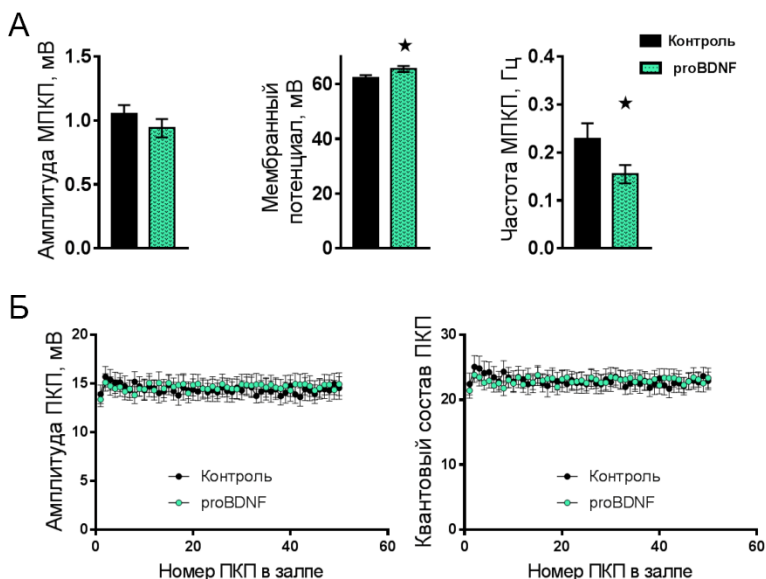 А
Амплитуда МПКП, мВ
1.5
1.0
0.5
0.0
Мембранный
потенциал, мВ
60
40
20
0
★
Частота МПКП, Гц
0.4
0.3
0.2
0.1
0.0
★
Контроль
proBDNF
Б
Амплитуда ПКП, мВ
20
15
10
5
0
0 20 40 60
Номер ПКП в залпе
Контроль
proBDNF
Квантовый состав ПКП
30
20
10
0
0 20 40 60
Номер ПКП в залпе
Контроль
proBDNF